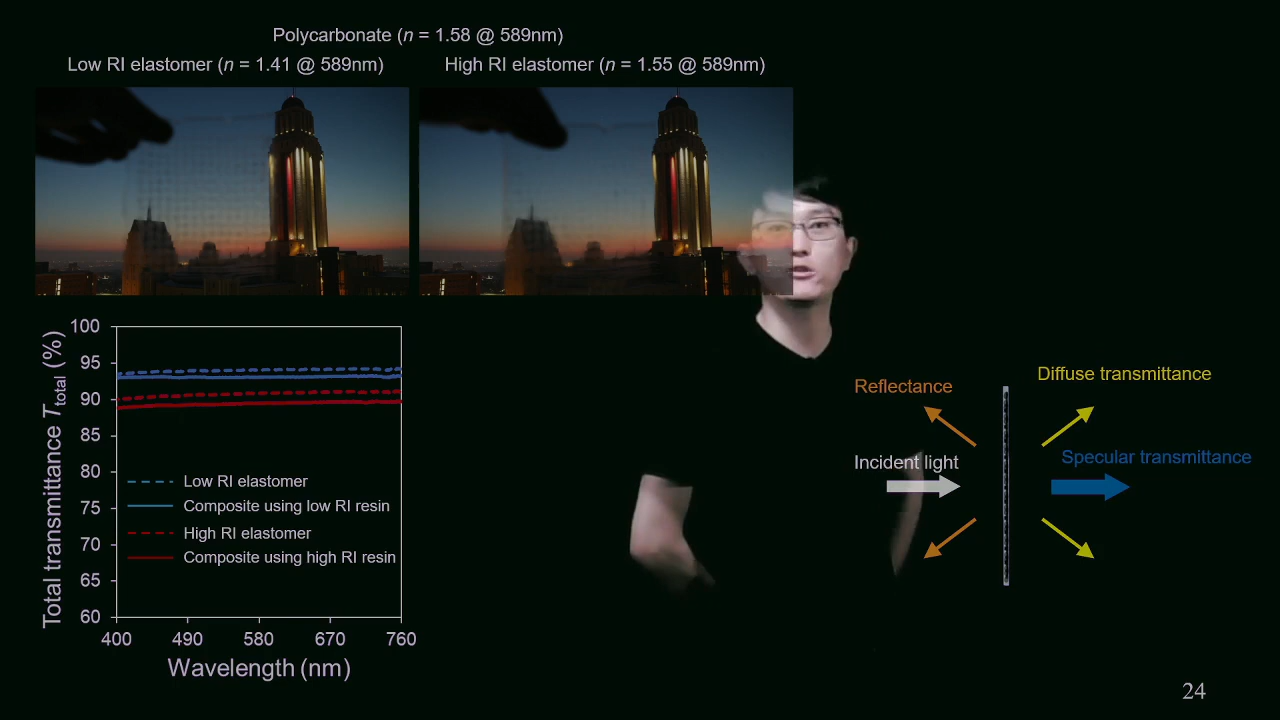 Polycarbonate (n = 1.58 @ 589nm)
Low RI elastomer (n = 1.41 @ 589nm)
High RI elastomer (n = 1.55 @ 589nm)
Total transmittance Ttotal (%)
100
95
90
85
80
75
70
65
60
Low RI elastomer
Composite using low RI resin
High RI elastomer
Composite using high RI resin
400
490
580
670
760
Wavelength (nm)
Reflectance
Diffuse transmittance
Incident light
Specular transmittance
24